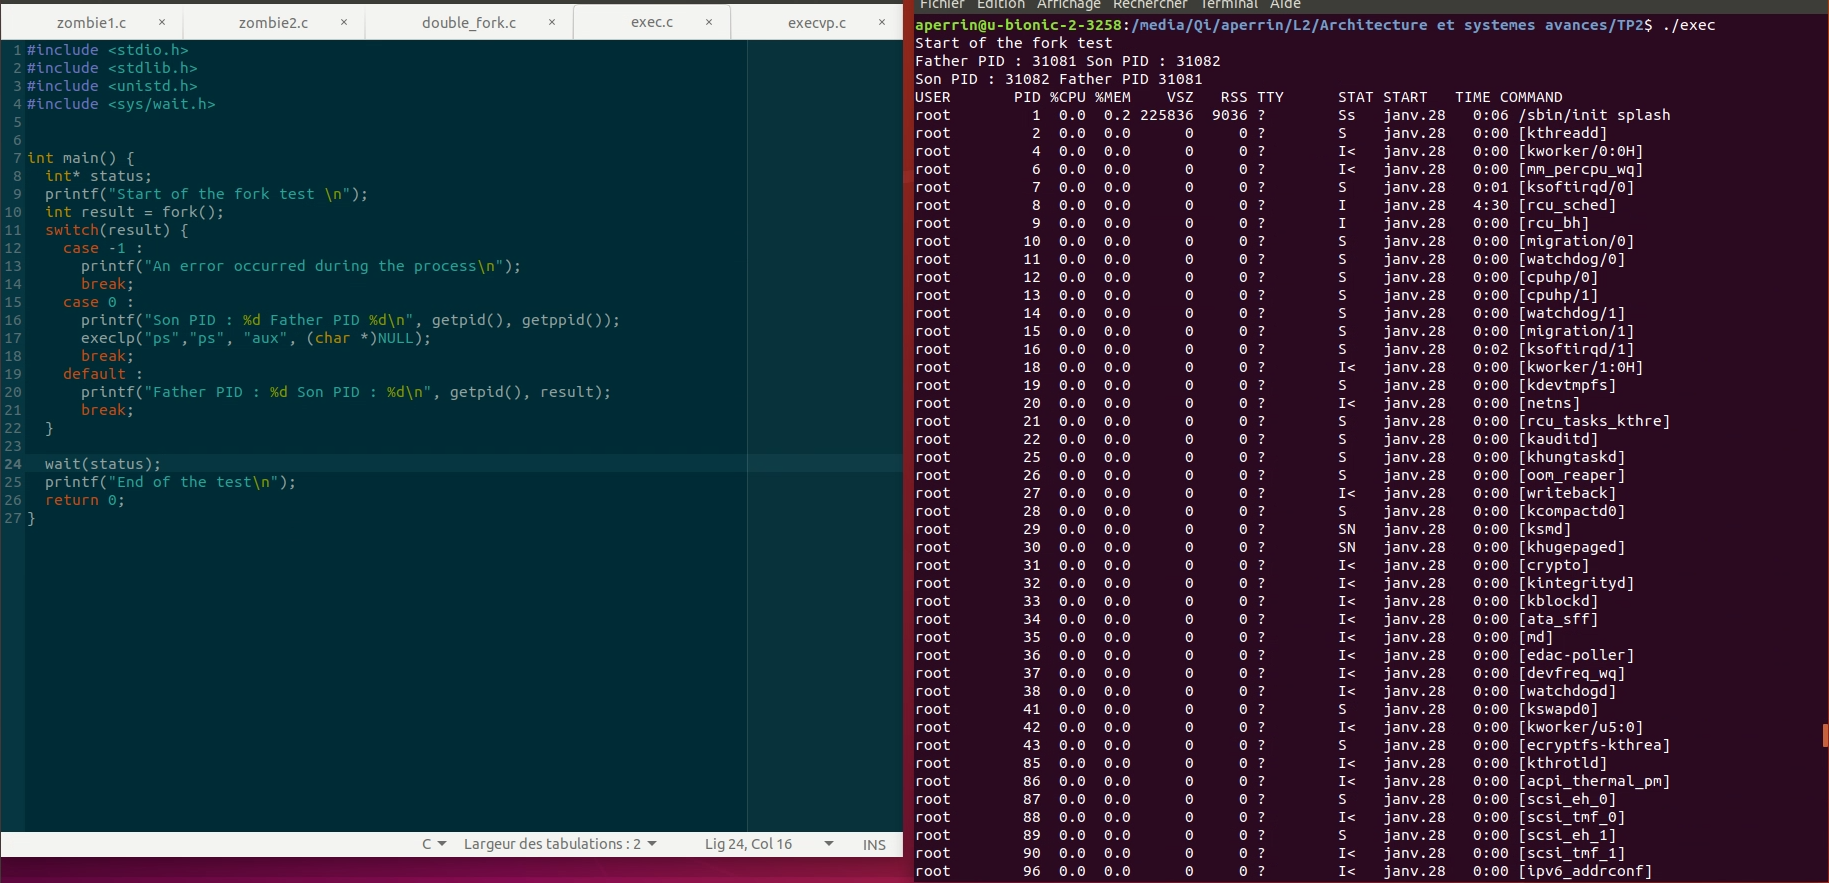 zombie1.c × zombie2.c × double_fork.c × exec.c × execvp.c ×
1 #include <stdio.h>
2 #include <stdlib.h>
3 #include <unistd.h>
4 #include <sys/wait.h>
5
6
7 int main() {
8   int* status;
9   printf("Start of the fork test \n");
10   int result = fork();
11   switch(result) {
12     case -1 :
13       printf("An error occurred during the process\n");
14       break;
15     case 0 :
16       printf("Son PID : %d Father PID %d\n", getpid(), getppid());
17       execlp("ps","ps", "aux", (char *)NULL);
18       break;
19     default :
20       printf("Father PID : %d Son PID : %d\n", getpid(), result);
21       break;
22   }
23
24   wait(status);
25   printf("End of the test\n");
26   return 0;
27 }
C Largeur des tabulations : 2 Lig 24, Col 16 INS
Fichier Édition Affichage Rechercher Terminal Aide
aperrin@u-bionic-2-3258:/media/Qi/aperrin/L2/Architecture et systemes avances/TP2$ ./exec
Start of the fork test
Father PID : 31081 Son PID : 31082
Son PID : 31082 Father PID 31081
USER PID %CPU %MEM VSZ RSS TTY STAT START TIME COMMAND
root 1 0.0 0.2 225836 9036 ? Ss janv.28 0:06 /sbin/init splash
root 2 0.0 0.0 0 0 ? S janv.28 0:00 [kthreadd]
root 4 0.0 0.0 0 0 ? I< janv.28 0:00 [kworker/0:0H]
root 6 0.0 0.0 0 0 ? I< janv.28 0:00 [mm_percpu_wq]
root 7 0.0 0.0 0 0 ? S janv.28 0:01 [ksoftirqd/0]
root 8 0.0 0.0 0 0 ? I janv.28 4:30 [rcu_sched]
root 9 0.0 0.0 0 0 ? I janv.28 0:00 [rcu_bh]
root 10 0.0 0.0 0 0 ? S janv.28 0:00 [migration/0]
root 11 0.0 0.0 0 0 ? S janv.28 0:00 [watchdog/0]
root 12 0.0 0.0 0 0 ? S janv.28 0:00 [cpuhp/0]
root 13 0.0 0.0 0 0 ? S janv.28 0:00 [cpuhp/1]
root 14 0.0 0.0 0 0 ? S janv.28 0:00 [watchdog/1]
root 15 0.0 0.0 0 0 ? S janv.28 0:00 [migration/1]
root 16 0.0 0.0 0 0 ? S janv.28 0:02 [ksoftirqd/1]
root 18 0.0 0.0 0 0 ? I< janv.28 0:00 [kworker/1:0H]
root 19 0.0 0.0 0 0 ? S janv.28 0:00 [kdevtmpfs]
root 20 0.0 0.0 0 0 ? I< janv.28 0:00 [netns]
root 21 0.0 0.0 0 0 ? S janv.28 0:00 [rcu_tasks_kthre]
root 22 0.0 0.0 0 0 ? S janv.28 0:00 [kauditd]
root 25 0.0 0.0 0 0 ? S janv.28 0:00 [khungtaskd]
root 26 0.0 0.0 0 0 ? S janv.28 0:00 [oom_reaper]
root 27 0.0 0.0 0 0 ? I< janv.28 0:00 [writeback]
root 28 0.0 0.0 0 0 ? S janv.28 0:00 [kcompactd0]
root 29 0.0 0.0 0 0 ? SN janv.28 0:00 [ksmd]
root 30 0.0 0.0 0 0 ? SN janv.28 0:00 [khugepaged]
root 31 0.0 0.0 0 0 ? I< janv.28 0:00 [crypto]
root 32 0.0 0.0 0 0 ? I< janv.28 0:00 [kintegrityd]
root 33 0.0 0.0 0 0 ? I< janv.28 0:00 [kblockd]
root 34 0.0 0.0 0 0 ? I< janv.28 0:00 [ata_sff]
root 35 0.0 0.0 0 0 ? I< janv.28 0:00 [md]
root 36 0.0 0.0 0 0 ? I< janv.28 0:00 [edac-poller]
root 37 0.0 0.0 0 0 ? I< janv.28 0:00 [devfreq_wq]
root 38 0.0 0.0 0 0 ? I< janv.28 0:00 [watchdogd]
root 41 0.0 0.0 0 0 ? S janv.28 0:00 [kswapd0]
root 42 0.0 0.0 0 0 ? I< janv.28 0:00 [kworker/u5:0]
root 43 0.0 0.0 0 0 ? S janv.28 0:00 [ecryptfs-kthrea]
root 85 0.0 0.0 0 0 ? I< janv.28 0:00 [kthrotld]
root 86 0.0 0.0 0 0 ? I< janv.28 0:00 [acpi_thermal_pm]
root 87 0.0 0.0 0 0 ? S janv.28 0:00 [scsi_eh_0]
root 88 0.0 0.0 0 0 ? I< janv.28 0:00 [scsi_tmf_0]
root 89 0.0 0.0 0 0 ? S janv.28 0:00 [scsi_eh_1]
root 90 0.0 0.0 0 0 ? I< janv.28 0:00 [scsi_tmf_1]
root 96 0.0 0.0 0 0 ? I< janv.28 0:00 [ipv6_addrconf]